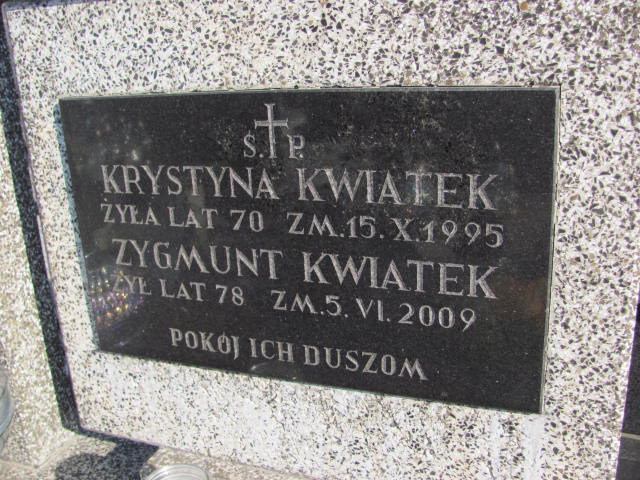 Ś.P.
KRYSTYNA KWIATEK
ŻYŁA LAT 70 ZM.15.X.1995
ZYGMUNT KWIATEK
ŻYŁ LAT 78 ZM.5.VI.2009
POKÓJ ICH DUSZOM